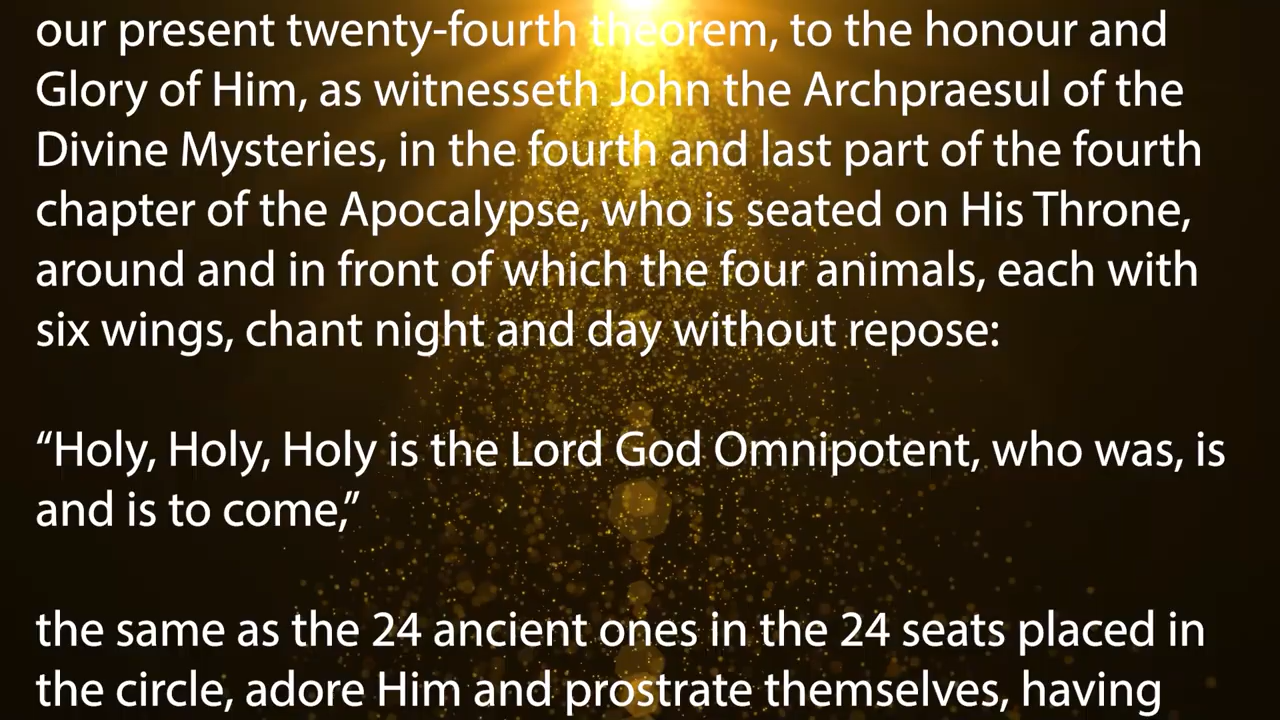 our present twenty-fourth theorem, to the honour and
Glory of Him, as witnesseth John the Archpraesul of the
Divine Mysteries, in the fourth and last part of the fourth
chapter of the Apocalypse, who is seated on His Throne,
around and in front of which the four animals, each with
six wings, chant night and day without repose:
“Holy, Holy, Holy is the Lord God Omnipotent, who was, is
and is to come,”
the same as the 24 ancient ones in the 24 seats placed in
the circle, adore Him and prostrate themselves, having